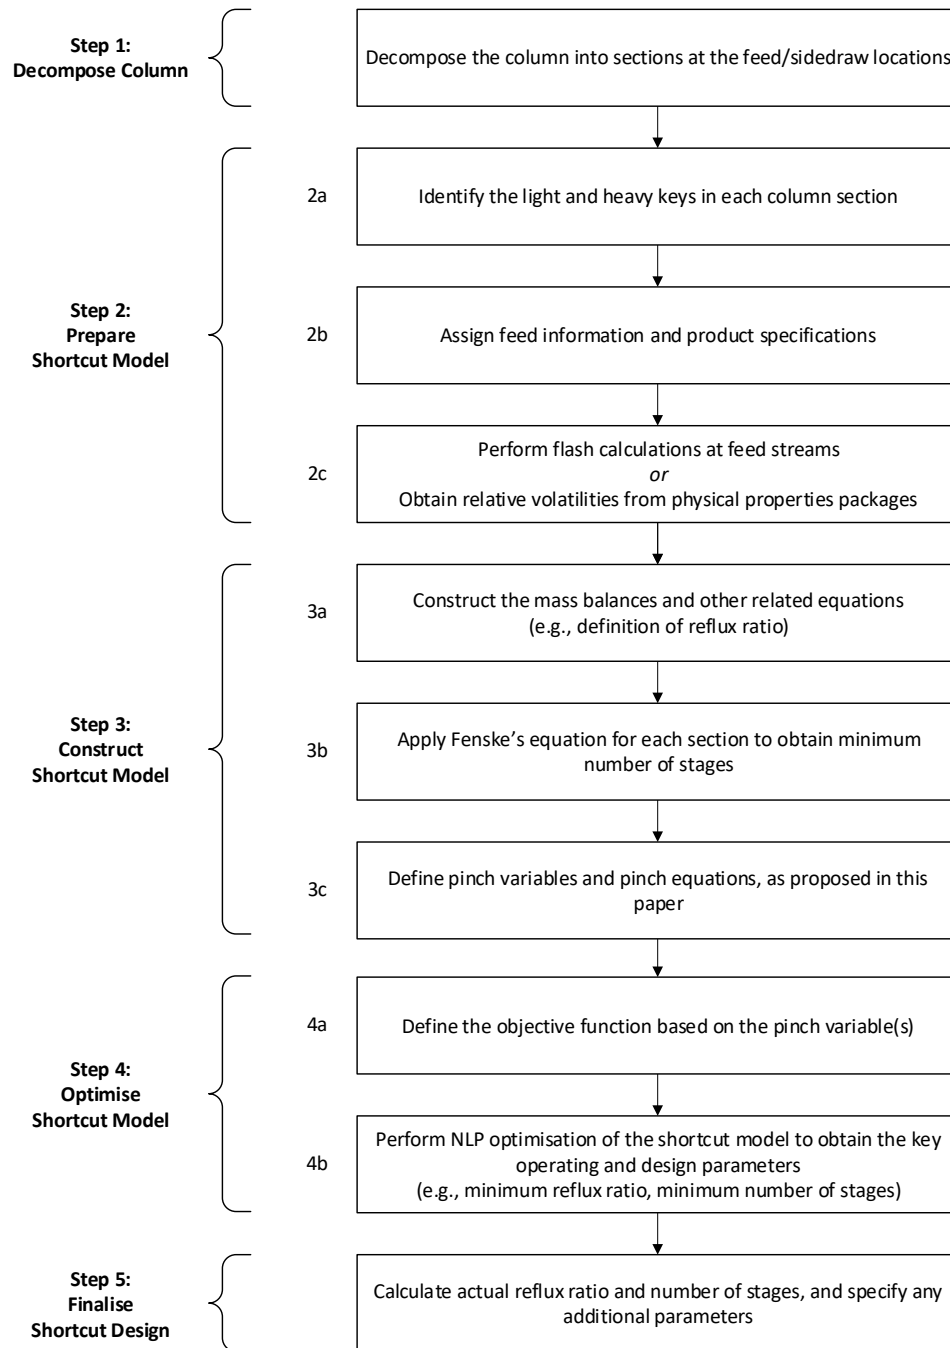 Step 1:
Decompose Column
Decompose the column into sections at the feed/sidedraw locations
2a
Identify the light and heavy keys in each column section
Step 2:
Prepare
Shortcut Model
2b
Assign feed information and product specifications
2c
Perform flash calculations at feed streams
or
Obtain relative volatilities from physical properties packages
3a
Construct the mass balances and other related equations
(e.g., definition of reflux ratio)
Step 3:
Construct
Shortcut Model
3b
Apply Fenske's equation for each section to obtain minimum
number of stages
3c
Define pinch variables and pinch equations, as proposed in this
paper
4a
Define the objective function based on the pinch variable(s)
Step 4:
Optimise
Shortcut Model
4b
Perform NLP optimisation of the shortcut model to obtain the key
operating and design parameters
(e.g., minimum reflux ratio, minimum number of stages)
Step 5:
Finalise
Shortcut Design
Calculate actual reflux ratio and number of stages, and specify any
additional parameters